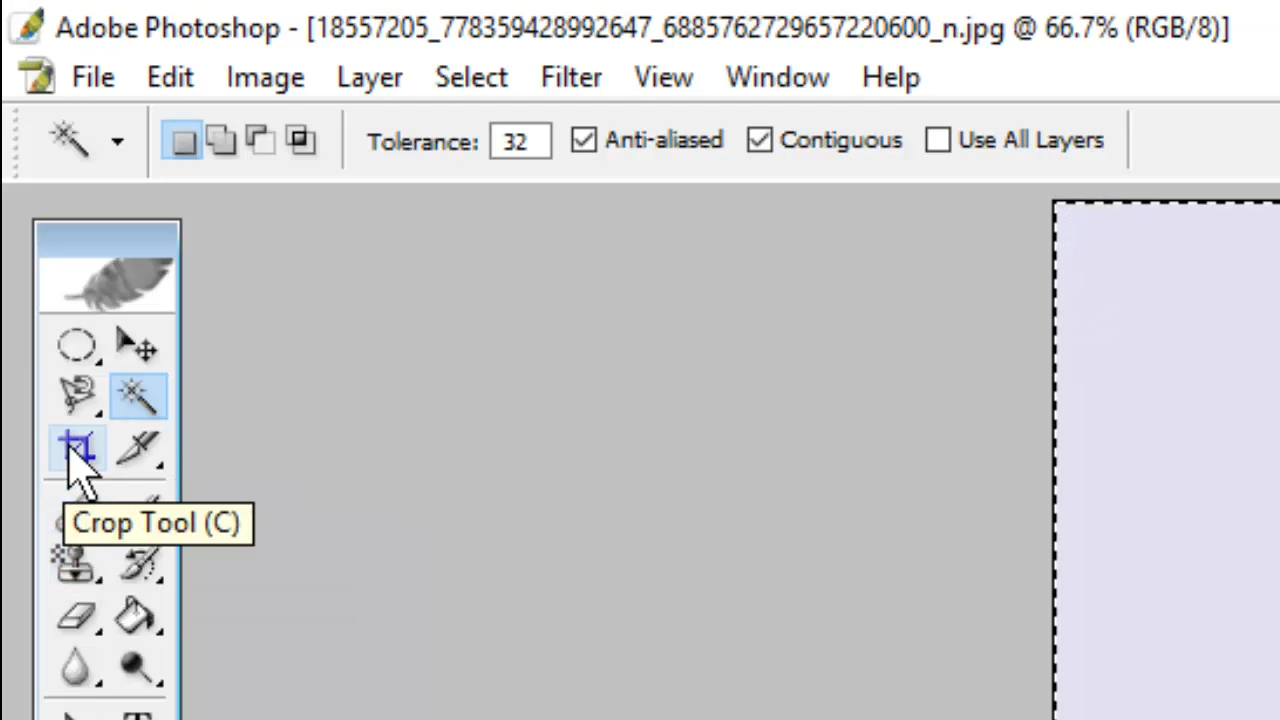 Adobe Photoshop - [18557205_778359428992647_6885762729657220600_n.jpg @ 66.7% (RGB/8)]
File Edit Image Layer Select Filter View Window Help
Tolerance: 32 Anti-aliased Contiguous Use All Layers
Crop Tool (C)